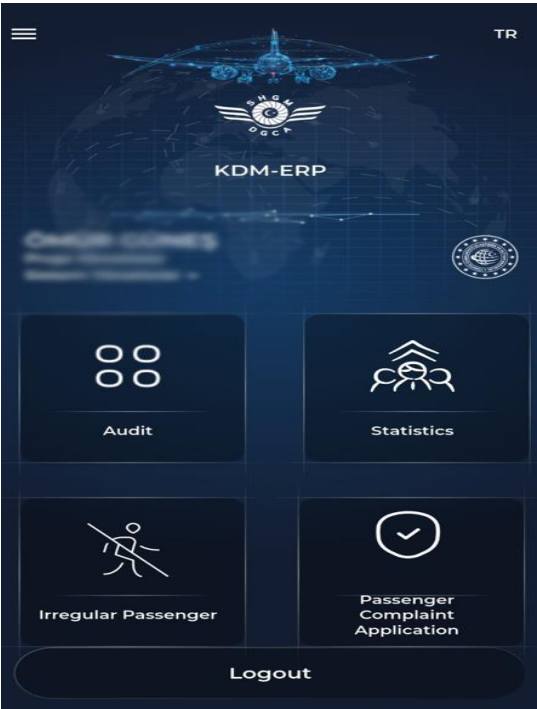 TR
SHGM
DGCA
KDM-ERP
Audit
Statistics
Irregular Passenger
Passenger
Complaint
Application
Logout